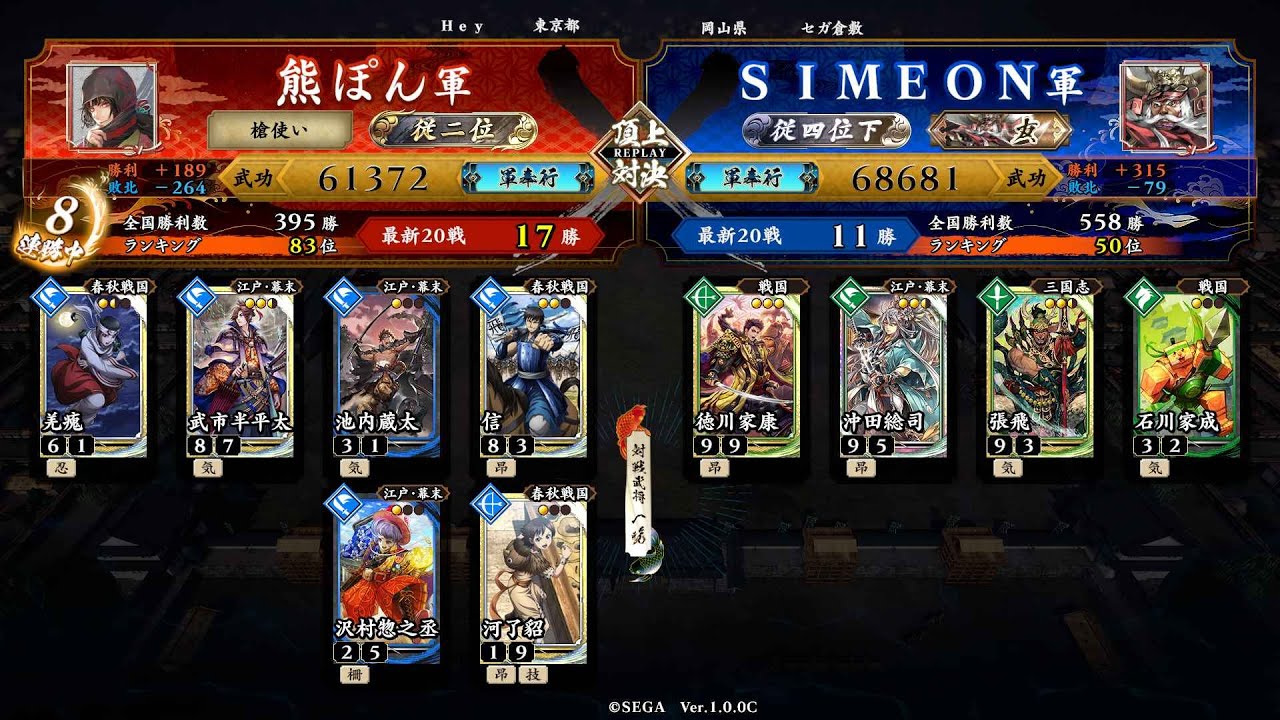 Hey 東京都
岡山県 セガ倉敷
熊ぽん軍
槍使い
従二位
勝利 +189
敗北 -264
武功 61372 軍奉行
8連勝中
全国勝利数 395勝
ランキング 83位
最新20戦 17勝
頂上
REPLAY
対決
SIMEON軍
従四位下
軍奉行 68681 武功
勝利 +315
敗北 -79
最新20戦 11勝
全国勝利数 558勝
ランキング 50位
春秋戦国
羌瘣
6 1
忍
江戸・幕末
武市半平太
8 7
気
江戸・幕末
池内蔵太
3 1
気
春秋戦国
信
8 3
昂
戦国
徳川家康
9 9
昂
江戸・幕末
沖田総司
9 5
昂
三国志
張飛
9 3
気
戦国
石川家成
3 2
気
江戸・幕末
沢村惣之丞
2 5
柵
春秋戦国
河了貂
1 9
昂 技
対戦武将一覧
©SEGA Ver.1.0.0C